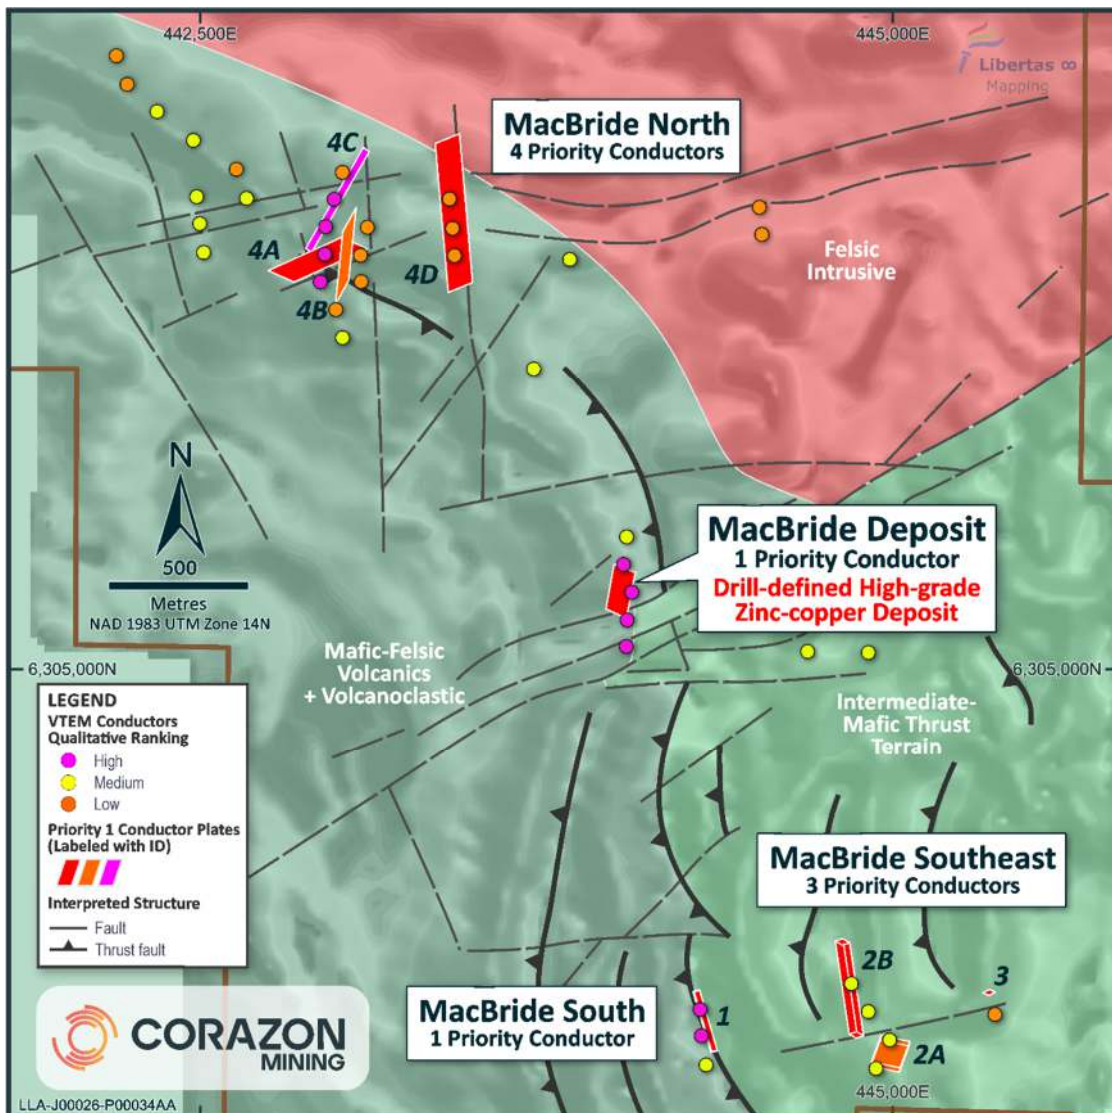 442,500E
445,000E
Libertas ∞
Mapping
MacBride North
4 Priority Conductors
4C
4A
4D
4B
Felsic
Intrusive
N
500
Metres
NAD 1983 UTM Zone 14N
MacBride Deposit
1 Priority Conductor
Drill-defined High-grade
Zinc-copper Deposit
6,305,000N
6,305,000N
Mafic-Felsic
Volcanics
+ Volcanoclastic
Intermediate-
Mafic Thrust
Terrain
LEGEND
VTEM Conductors
Qualitative Ranking
High
Medium
Low
Priority 1 Conductor Plates
(Labeled with ID)
Interpreted Structure
Fault
Thrust fault
MacBride Southeast
3 Priority Conductors
2B
3
MacBride South
1 Priority Conductor
1
2A
CORAZON
MINING
445,000E
LLA-J00026-P00034AA